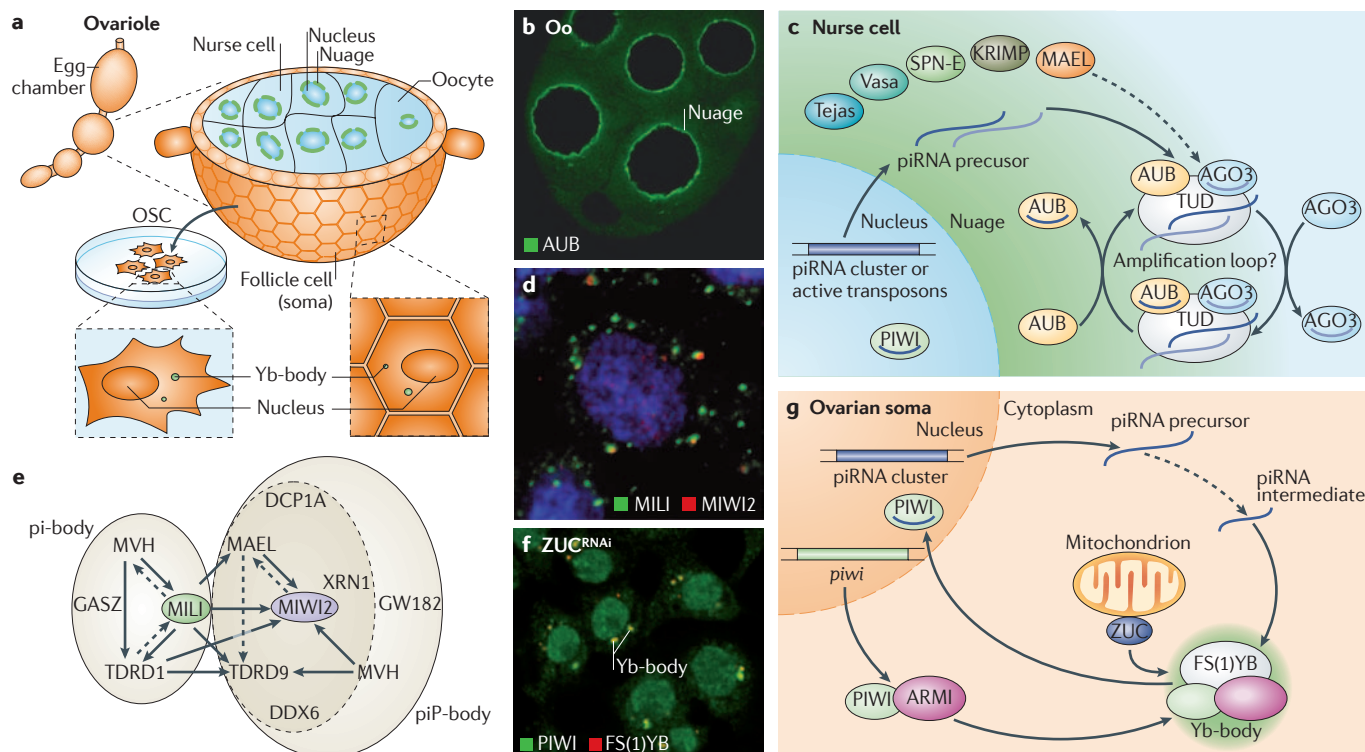 a
Ovariole
Egg
chamber
Nurse cell
Nucleus
Nuage
Oocyte
OSC
Follicle cell
(soma)
Yb-body
Nucleus
b Oo
Nuage
AUB
c Nurse cell
Tejas
Vasa
SPN-E
KRIMP
MAEL
piRNA precusor
AUB
AGO3
TUD
Nucleus
Nuage
AUB
AGO3
piRNA cluster or
active transposons
Amplification loop?
PIWI
AUB
AUB
AGO3
TUD
AGO3
d
MILI
MIWI2
e
pi-body
MVH
GASZ
MILI
TDRD1
DCP1A
MAEL
XRN1
MIWI2
GW182
TDRD9
MVH
DDX6
piP-body
f ZUCRNAi
Yb-body
PIWI
FS(1)YB
g Ovarian soma
Cytoplasm
Nucleus
piRNA precursor
piRNA cluster
PIWI
piRNA
intermediate
Mitochondrion
piwi
ZUC
FS(1)YB
PIWI
ARMI
Yb-body